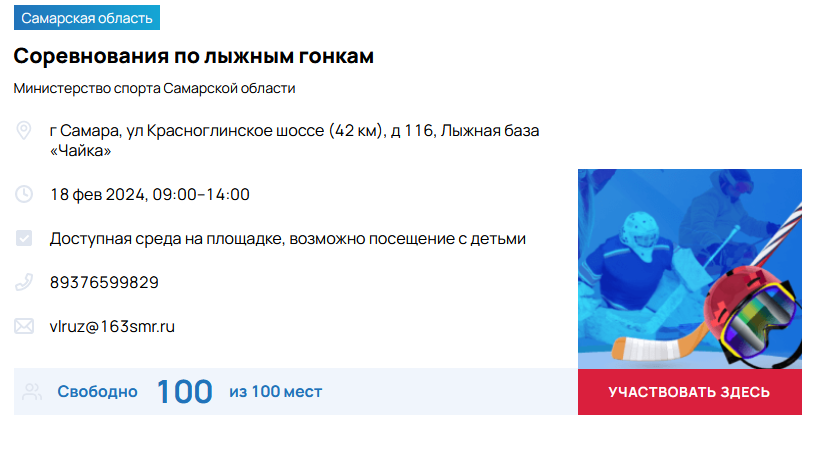 Самарская область
Соревнования по лыжным гонкам
Министерство спорта Самарской области
г Самара, ул Красноглинское шоссе (42 км), д 116, Лыжная база
«Чайка»
18 фев 2024, 09:00–14:00
Доступная среда на площадке, возможно посещение с детьми
89376599829
vlruz@163smr.ru
Свободно 100 из 100 мест
УЧАСТВОВАТЬ ЗДЕСЬ